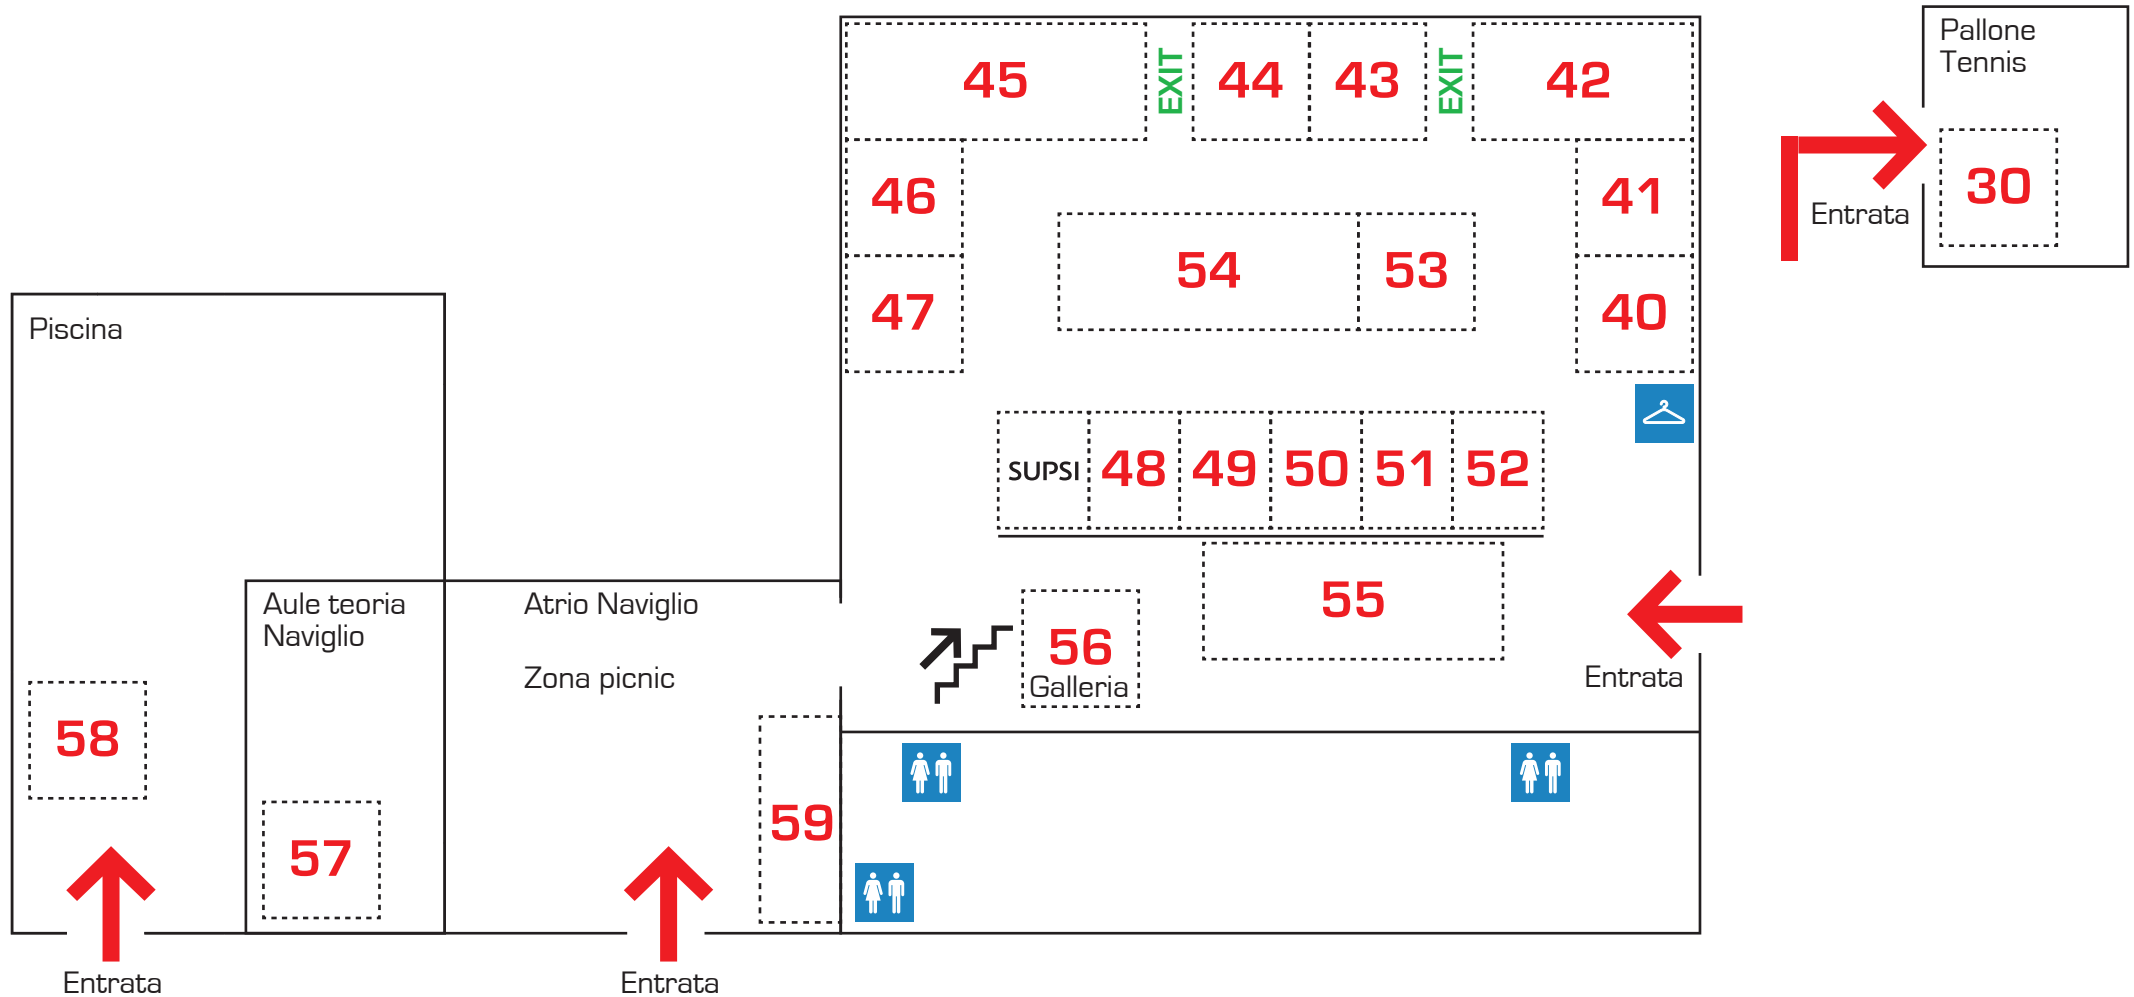 Pallone
Tennis
30
Entrata
45
EXIT
44
43
EXIT
42
46
41
54
53
47
40
SUPSI
48
49
50
51
52
55
56
Galleria
Entrata
Piscina
Aule teoria
Naviglio
Atrio Naviglio
Zona picnic
58
57
59
Entrata
Entrata